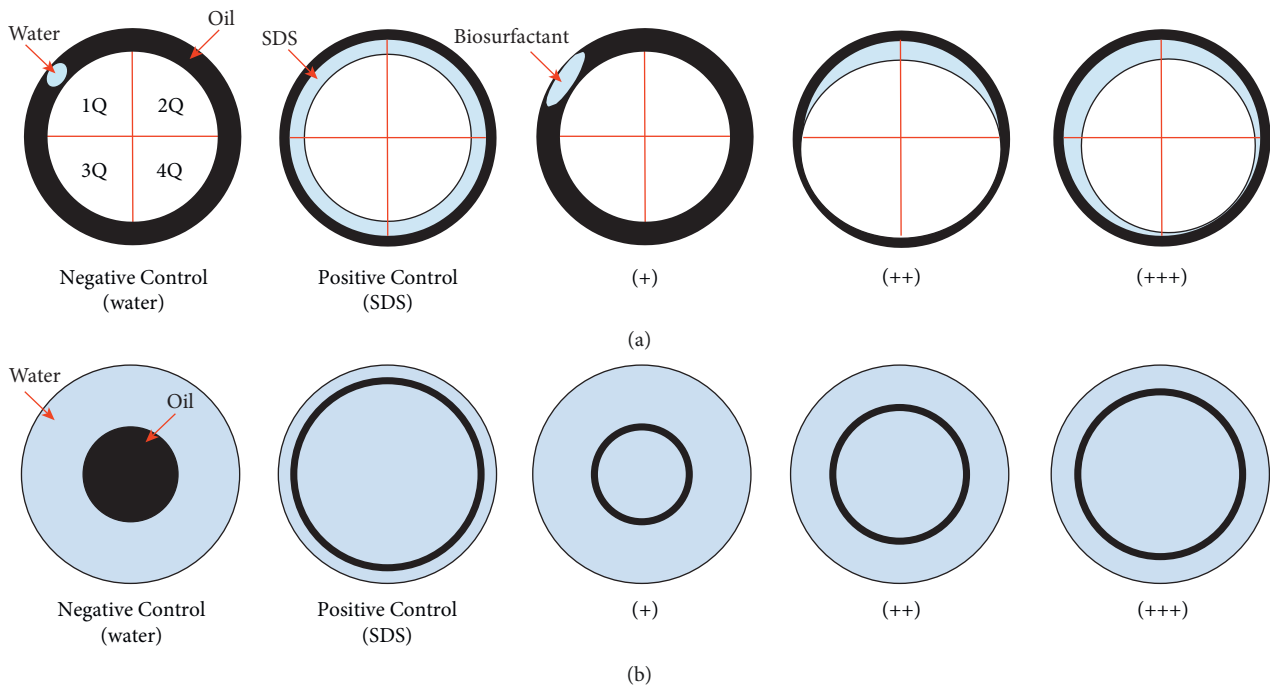 Water
Oil
SDS
Biosurfactant
1Q
2Q
3Q
4Q
Negative Control
(water)
Positive Control
(SDS)
(+)
(++)
(+++)
(a)
Water
Oil
Negative Control
(water)
Positive Control
(SDS)
(+)
(++)
(+++)
(b)